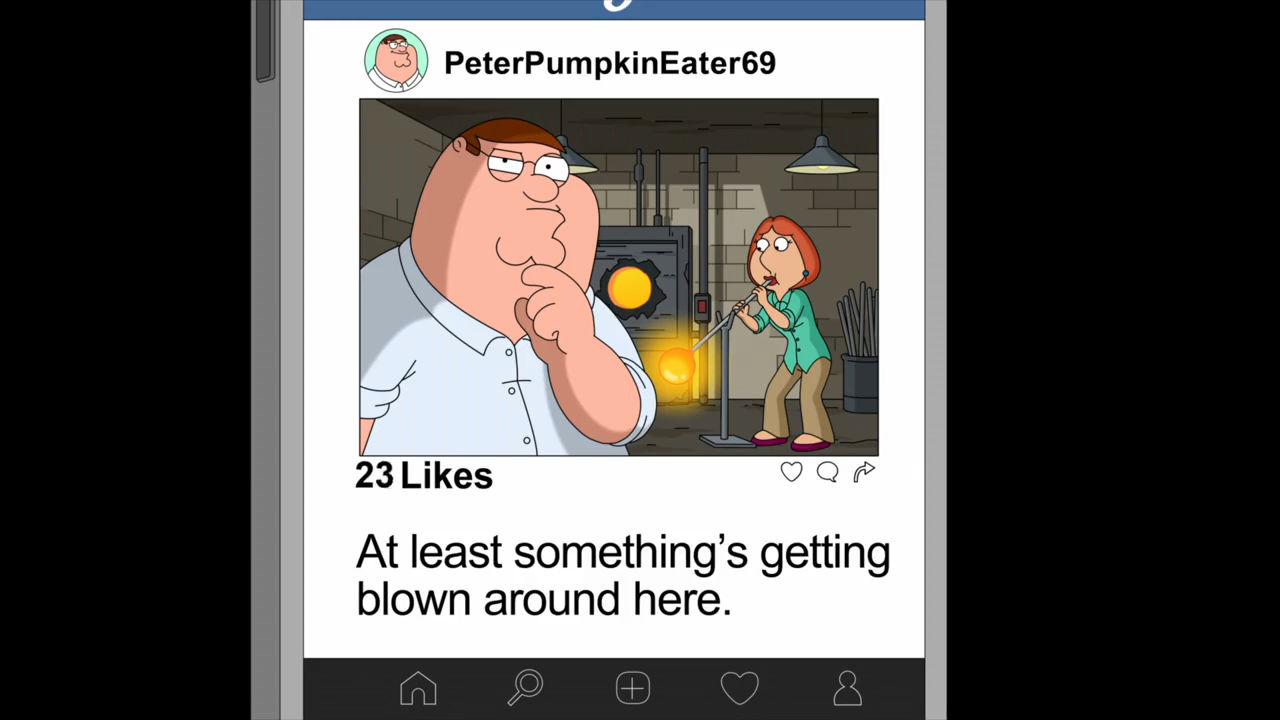 PeterPumpkinEater69
23 Likes
At least something’s getting
blown around here.